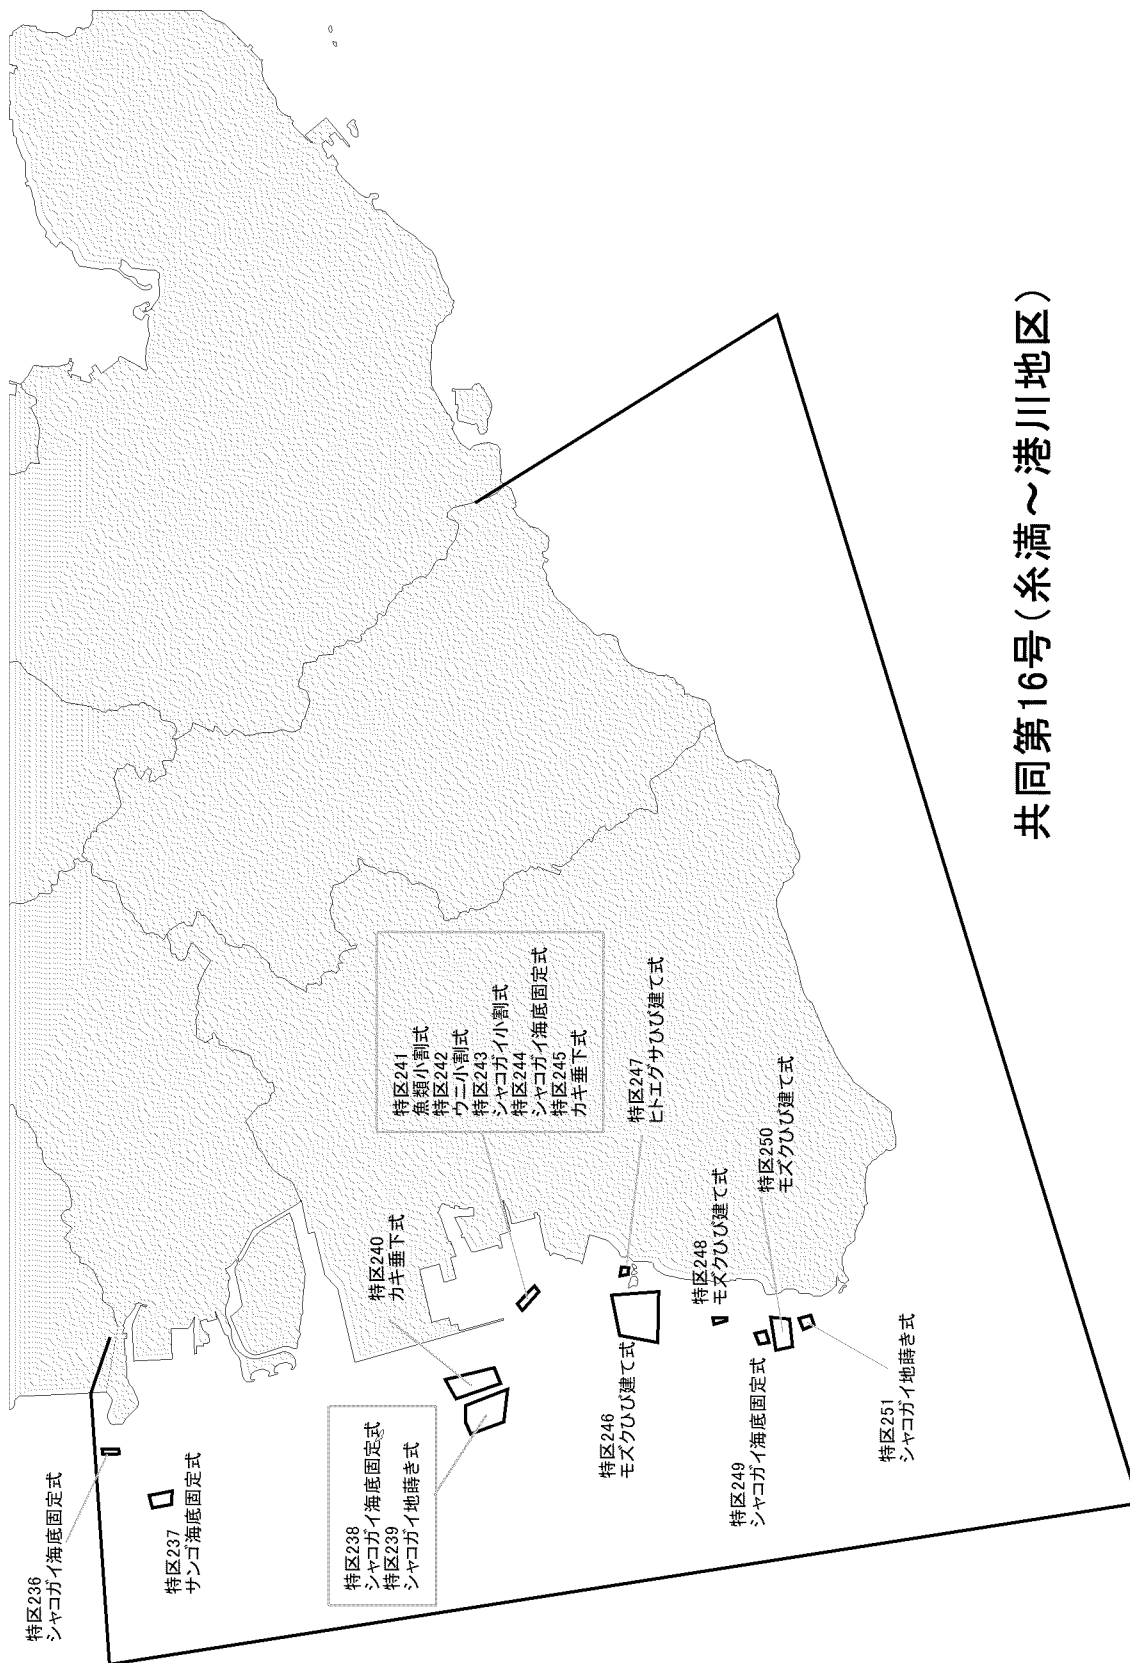 共同第16号(糸満～港川地区)
特区236
シャコガイ海底固定式
特区237
サンゴ海底固定式
特区238
シャコガイ海底固定式
特区239
シャコガイ地蒔き式
特区240
カキ垂下式
特区241
魚類小割式
特区242
ウニ小割式
特区243
シャコガイ小割式
特区244
シャコガイ海底固定式
特区245
カキ垂下式
特区246
モズクひび建て式
特区247
ヒトエグサひび建て式
特区248
モズクひび建て式
特区249
シャコガイ海底固定式
特区250
モズクひび建て式
特区251
シャコガイ地蒔き式